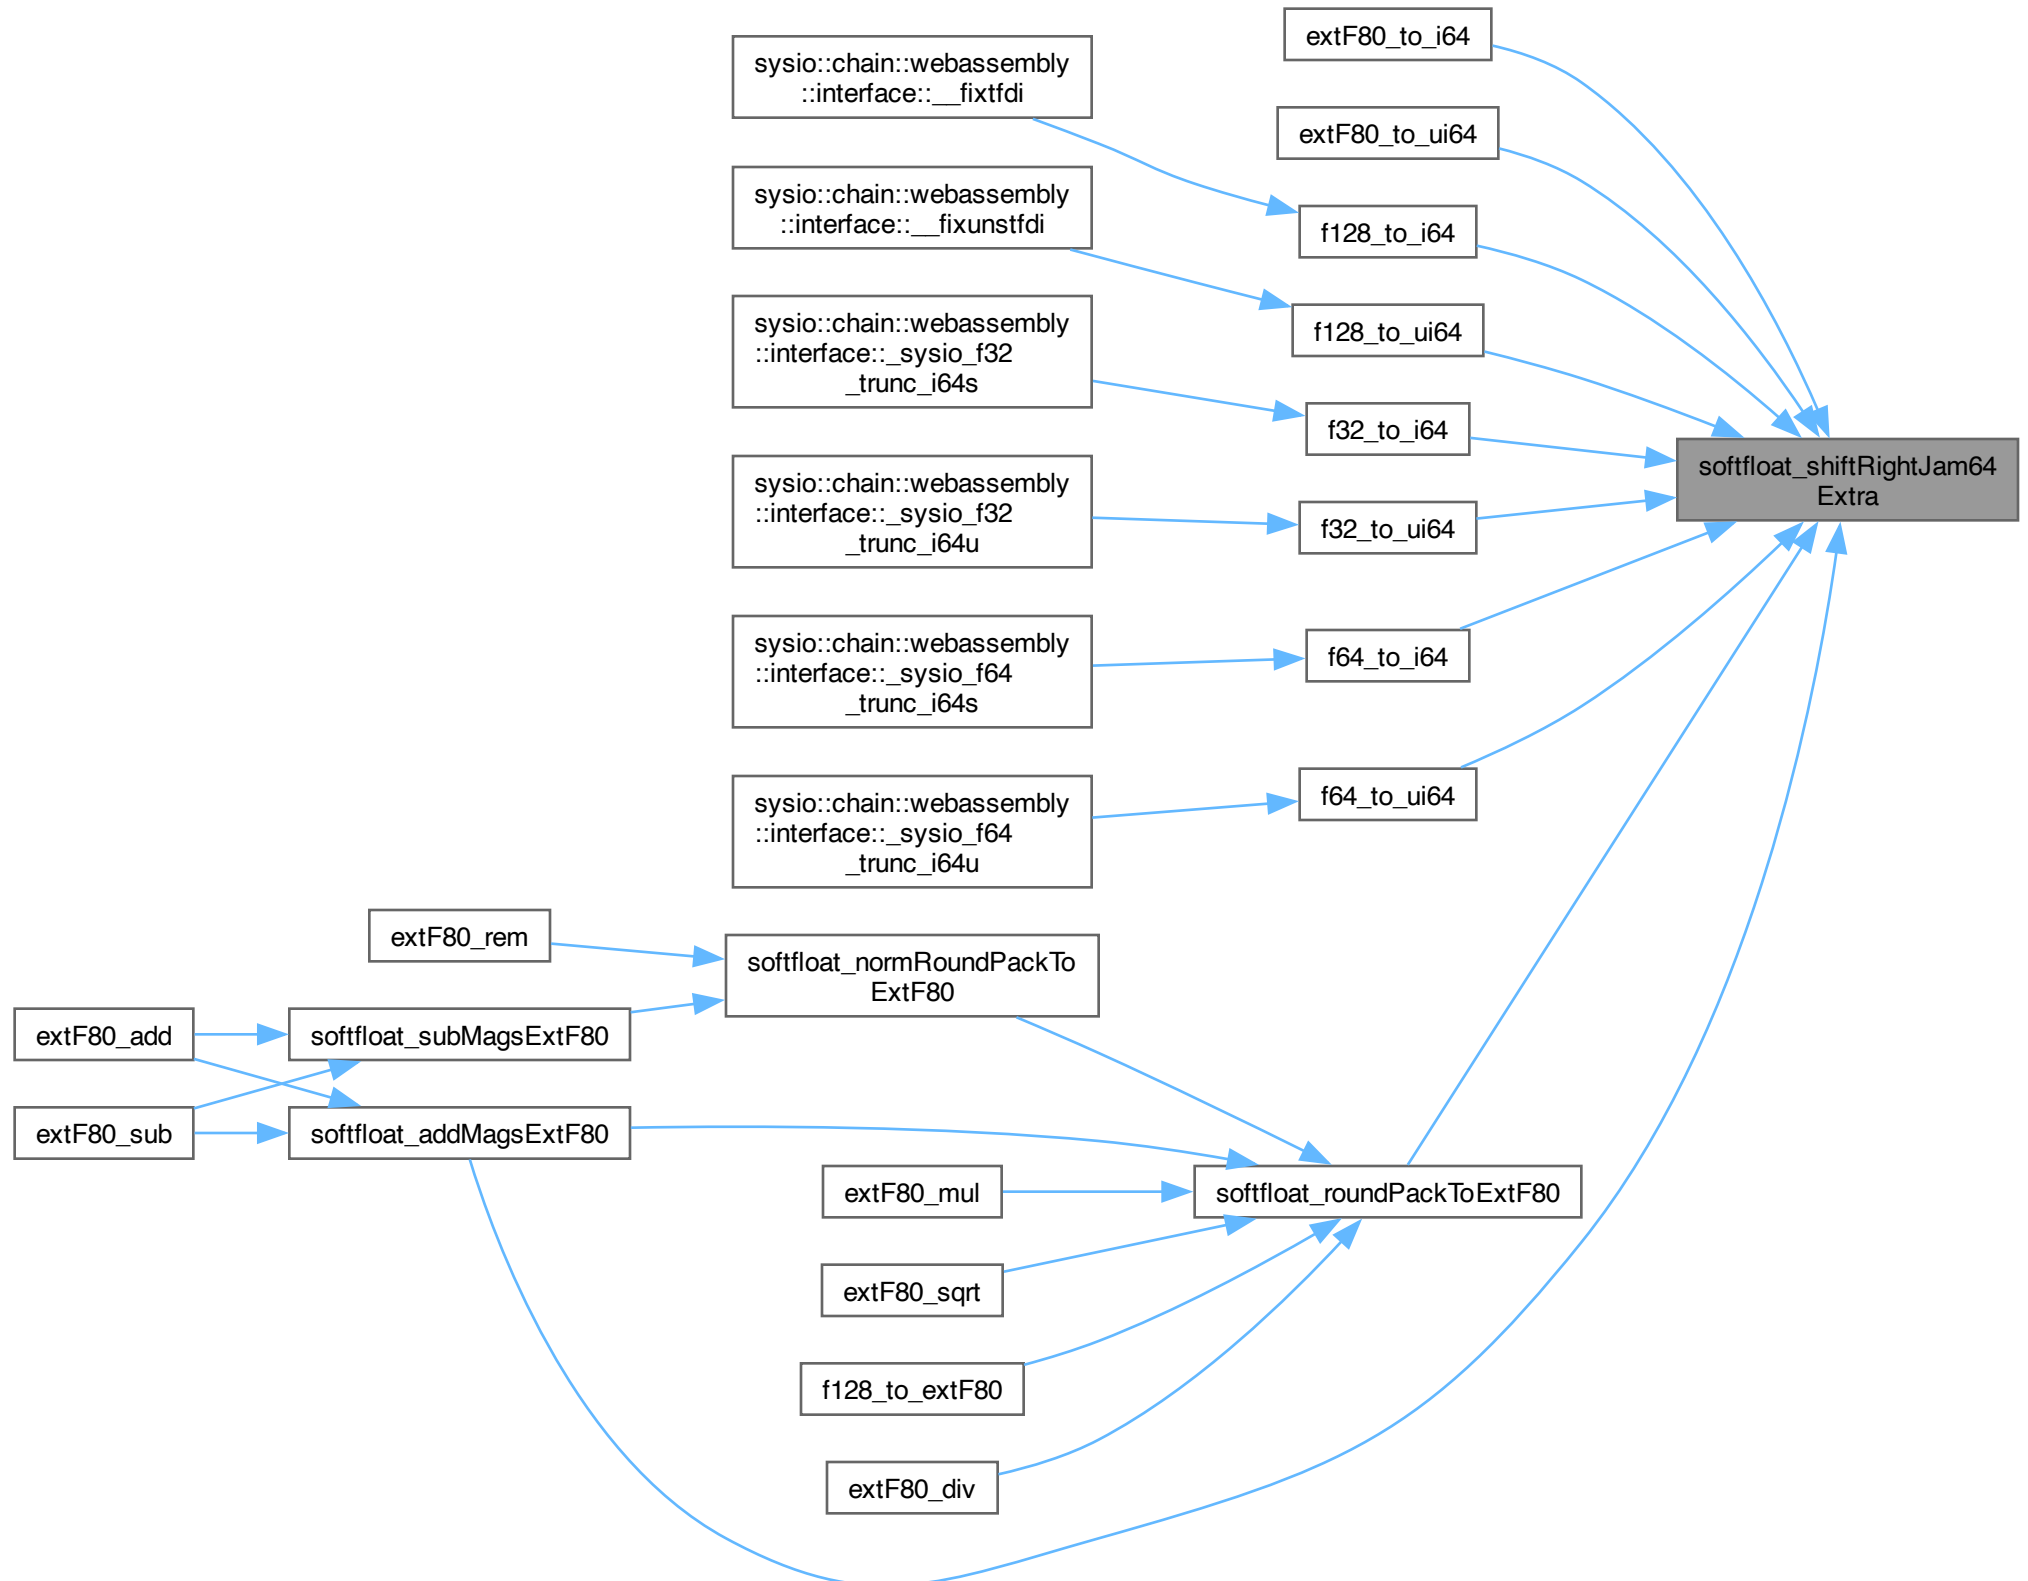 extF80_to_i64
sysio::chain::webassembly
::interface::__fixtfdi
extF80_to_ui64
sysio::chain::webassembly
::interface::__fixunstfdi
f128_to_i64
f128_to_ui64
sysio::chain::webassembly
::interface::_sysio_f32
_trunc_i64s
f32_to_i64
softfloat_shiftRightJam64
Extra
sysio::chain::webassembly
::interface::_sysio_f32
_trunc_i64u
f32_to_ui64
sysio::chain::webassembly
::interface::_sysio_f64
_trunc_i64s
f64_to_i64
sysio::chain::webassembly
::interface::_sysio_f64
_trunc_i64u
f64_to_ui64
extF80_rem
softfloat_normRoundPackTo
ExtF80
extF80_add
softfloat_subMagsExtF80
extF80_sub
softfloat_addMagsExtF80
extF80_mul
softfloat_roundPackToExtF80
extF80_sqrt
f128_to_extF80
extF80_div